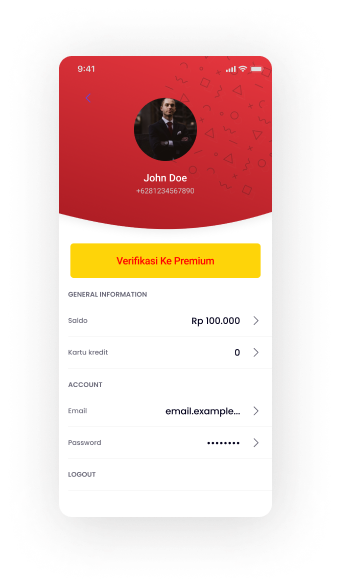 9:41
John Doe
+6281234567890
Verifikasi Ke Premium
GENERAL INFORMATION
Saldo Rp 100.000
Kartu kredit 0
ACCOUNT
Email email.example...
Password ••••••••
LOGOUT